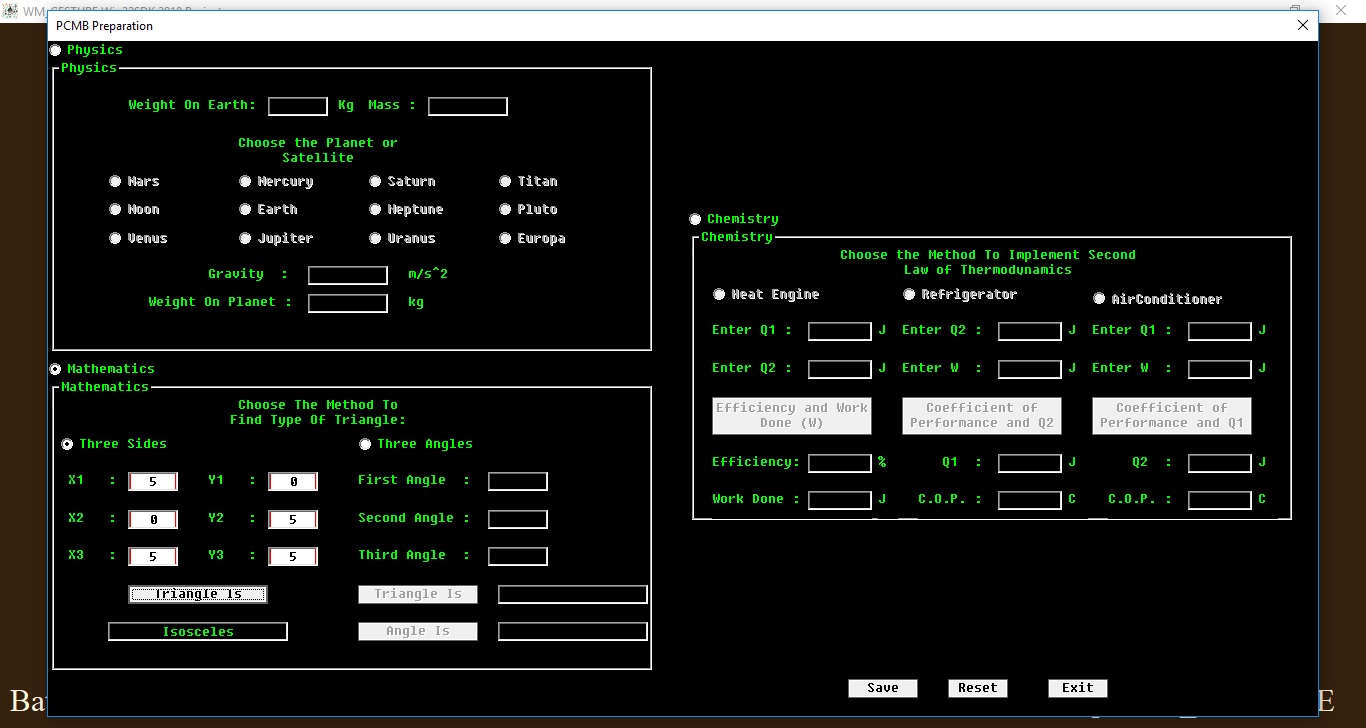 PCMB Preparation
Physics
Physics
Weight On Earth: Kg Mass :
Choose the Planet or
Satellite
Mars Mercury Saturn Titan
Moon Earth Neptune Pluto
Venus Jupiter Uranus Europa
Gravity : m/s^2
Weight On Planet : kg
Mathematics
Mathematics
Choose The Method To
Find Type Of Triangle:
Three Sides Three Angles
X1 : 5 Y1 : 0 First Angle :
X2 : 0 Y2 : 5 Second Angle :
X3 : 5 Y3 : 5 Third Angle :
Triangle Is Triangle Is
Isosceles Angle Is
Chemistry
Chemistry
Choose the Method To Implement Second
Law of Thermodynamics
Heat Engine Refrigerator AirConditioner
Enter Q1 : J Enter Q2 : J Enter Q1 : J
Enter Q2 : J Enter W : J Enter W : J
Efficiency and Work Coefficient of Coefficient of
Done (W) Performance and Q2 Performance and Q1
Efficiency: % Q1 : J Q2 : J
Work Done : J C.O.P. : C C.O.P. : C
Save Reset Exit